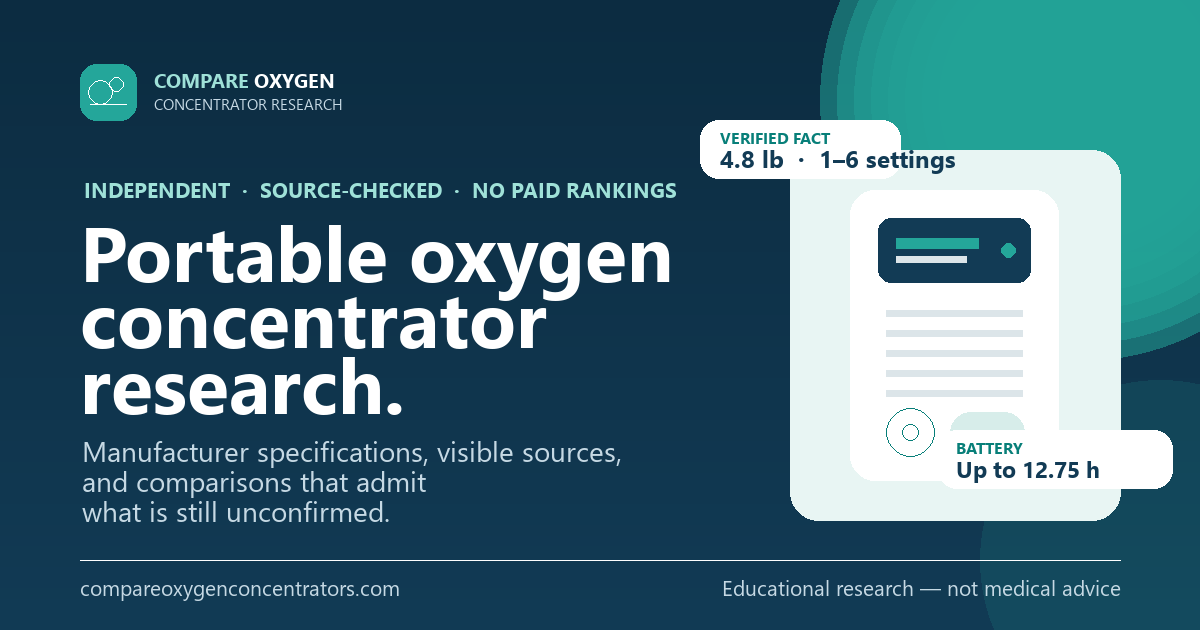 COMPARE OXYGEN
CONCENTRATOR RESEARCH
INDEPENDENT · SOURCE-CHECKED · NO PAID RANKINGS
Portable oxygen
concentrator
research.
Manufacturer specifications, visible sources,
and comparisons that admit
what is still unconfirmed.
VERIFIED FACT
4.8 lb · 1–6 settings
BATTERY
Up to 12.75 h
compareoxygenconcentrators.com
Educational research — not medical advice